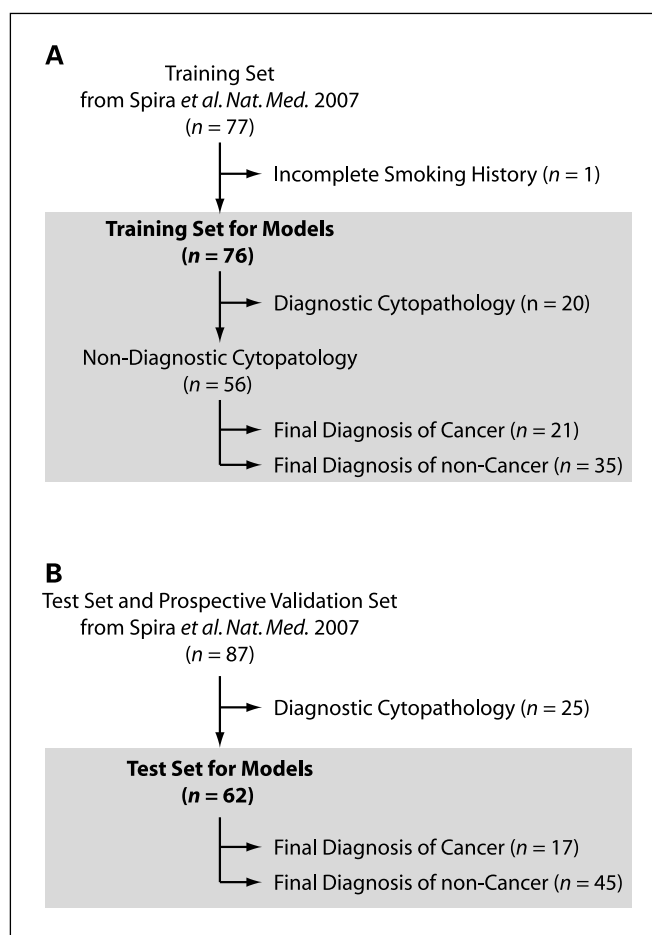 A
Training Set
from Spira et al. Nat. Med. 2007
(n = 77)
Incomplete Smoking History (n = 1)
Training Set for Models
(n = 76)
Diagnostic Cytopathology (n = 20)
Non-Diagnostic Cytopatology
(n = 56)
Final Diagnosis of Cancer (n = 21)
Final Diagnosis of non-Cancer (n = 35)
B
Test Set and Prospective Validation Set
from Spira et al. Nat. Med. 2007
(n = 87)
Diagnostic Cytopathology (n = 25)
Test Set for Models
(n = 62)
Final Diagnosis of Cancer (n = 17)
Final Diagnosis of non-Cancer (n = 45)